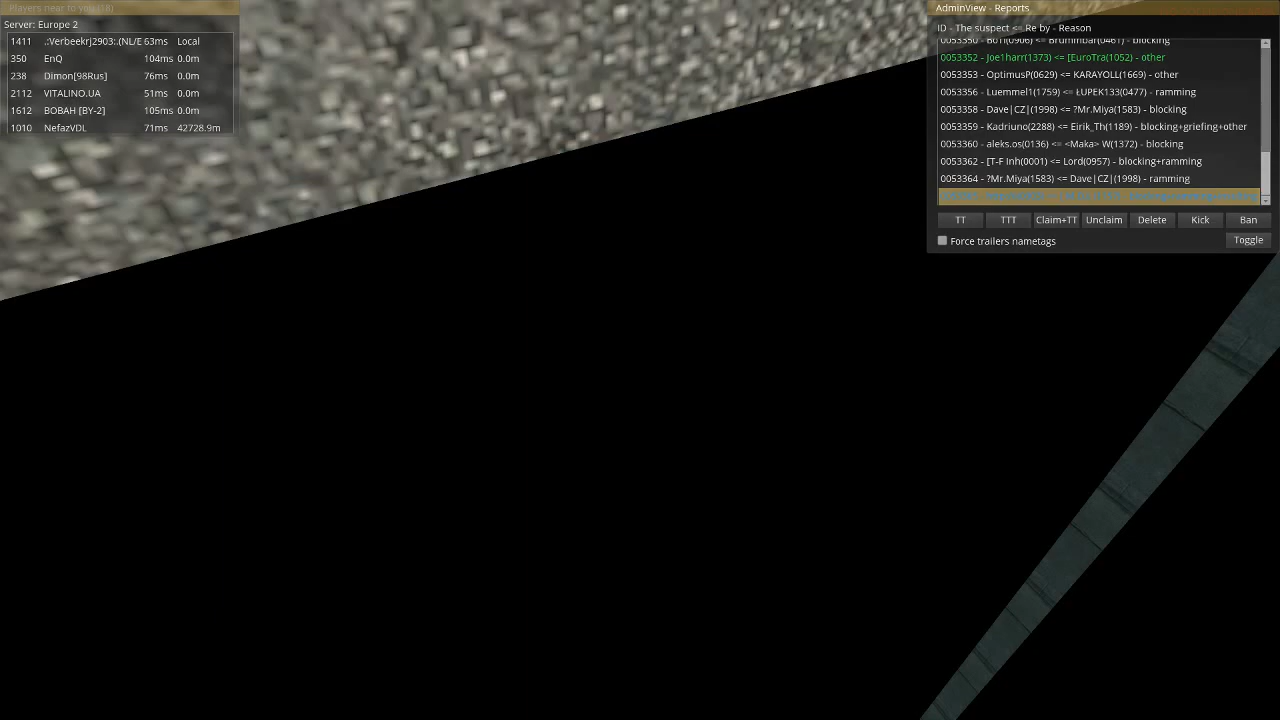 Players near to you (58)
Server: Europe 2
1411 .:Verbeekrj2903:.(NL/E 63ms Local
350 EnQ 104ms 0.0m
238 Dimon[98Rus] 76ms 0.0m
2112 VITALINO.UA 51ms 0.0m
1612 BOBAH [BY-2] 105ms 0.0m
1010 NefazVDL 71ms 42728.9m
AdminView - Reports
ID - The suspect <= Re by - Reason
0053352 - Joe1harr(1373) <= [EuroTra(1052) - other
0053353 - OptimusP(0629) <= KARAYOLL(1669) - other
0053356 - Luemmel1(1759) <= ŁUPEK133(0477) - ramming
0053358 - Dave|CZ|(1998) <= ?Mr.Miya(1583) - blocking
0053359 - Kadriuno(2288) <= Eirik_Th(1189) - blocking+griefing+other
0053360 - aleks.os(0136) <= <Maka> W(1372) - blocking
0053362 - [T-F Inh(0001) <= Lord(0957) - blocking+ramming
0053364 - ?Mr.Miya(1583) <= Dave|CZ|(1998) - ramming
TT TTT Claim+TT Unclaim Delete Kick Ban
Force trailers nametags Toggle